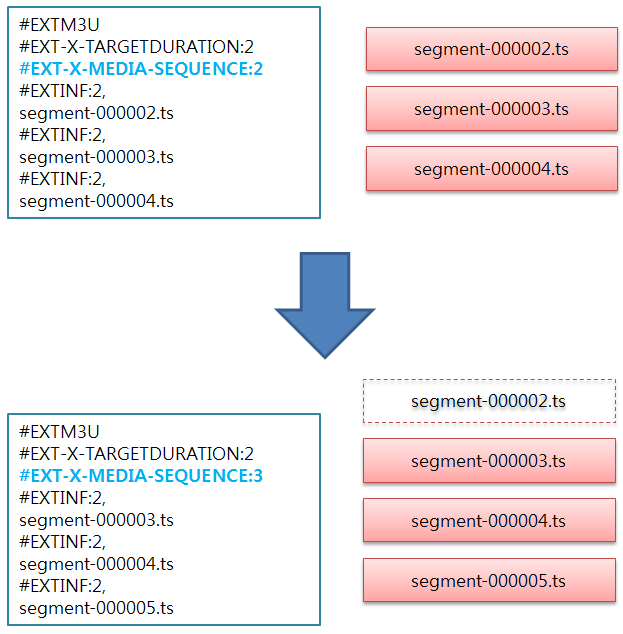 #EXTM3U
#EXT-X-TARGETDURATION:2
#EXT-X-MEDIA-SEQUENCE:2
#EXTINF:2,
segment-000002.ts
#EXTINF:2,
segment-000003.ts
#EXTINF:2,
segment-000004.ts
segment-000002.ts
segment-000003.ts
segment-000004.ts
#EXTM3U
#EXT-X-TARGETDURATION:2
#EXT-X-MEDIA-SEQUENCE:3
#EXTINF:2,
segment-000003.ts
#EXTINF:2,
segment-000004.ts
#EXTINF:2,
segment-000005.ts
segment-000002.ts
segment-000003.ts
segment-000004.ts
segment-000005.ts